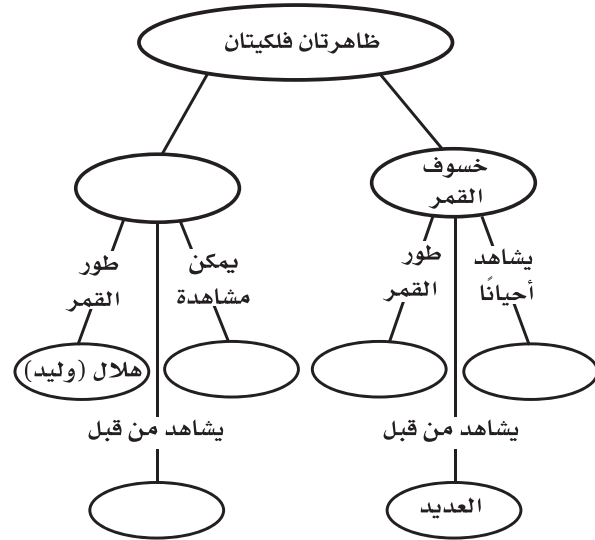 ظاهرتان فلكيتان
خسوف
القمر
يشاهد
أحيانًا
طور
القمر
يمكن
مشاهدة
طور
القمر
هلال (وليد)
يشاهد من قبل
يشاهد من قبل
العديد